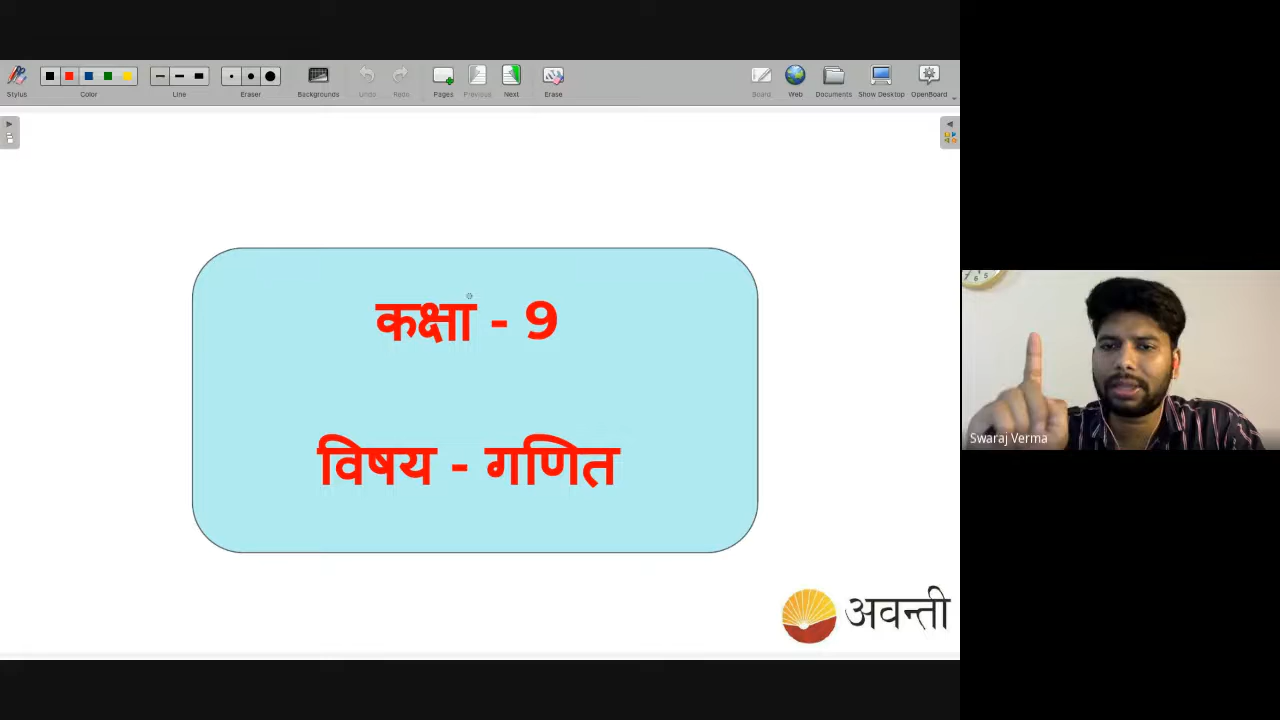 Stylus
Color
Line
Eraser
Backgrounds
Undo
Redo
Pages
Previous
Next
Erase
Board
Web
Documents
Show Desktop
OpenBoard
कक्षा - 9
विषय - गणित
अवन्ती
Swaraj Verma